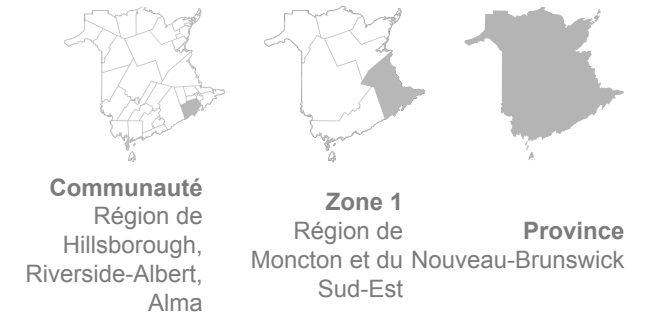 Communauté
Région de
Hillsborough,
Riverside-Albert,
Alma
Zone 1
Région de
Moncton et du
Sud-Est
Province
Nouveau-Brunswick